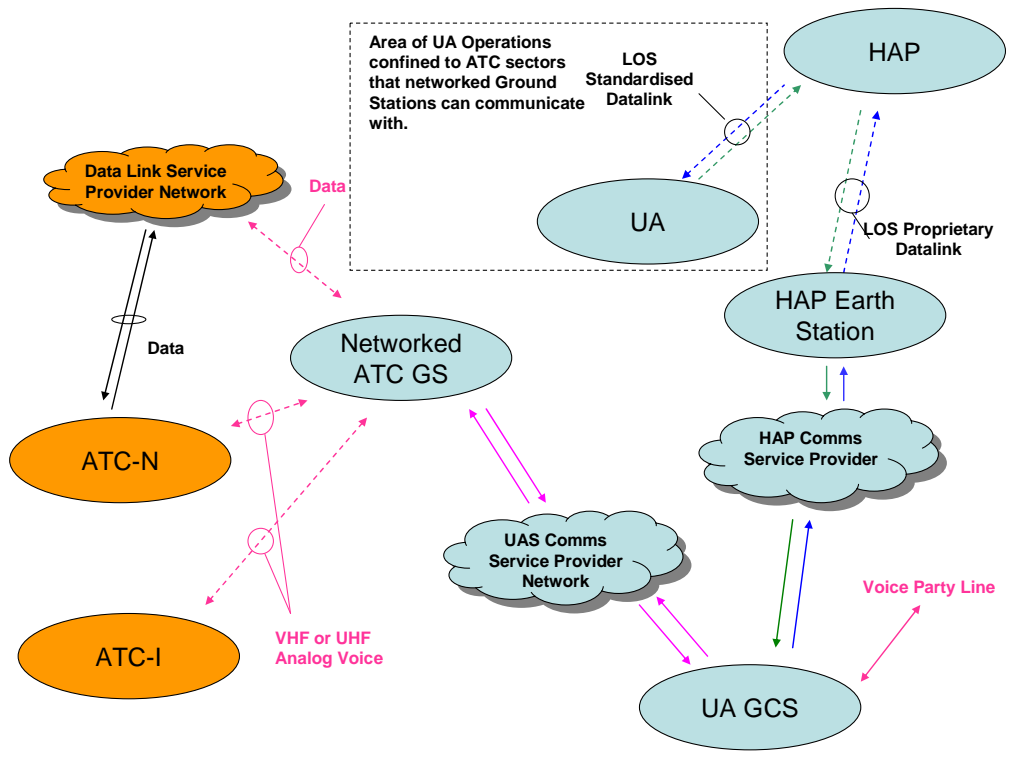 Area of UA Operations
confined to ATC sectors
that networked Ground
Stations can communicate
with.
LOS
Standardised
Datalink
HAP
Data Link Service
Provider Network
Data
UA
LOS Proprietary
Datalink
HAP Earth
Station
Networked
ATC GS
Data
ATC-N
HAP Comms
Service Provider
UAS Comms
Service Provider
Network
Voice Party Line
VHF or UHF
Analog Voice
ATC-I
UA GCS